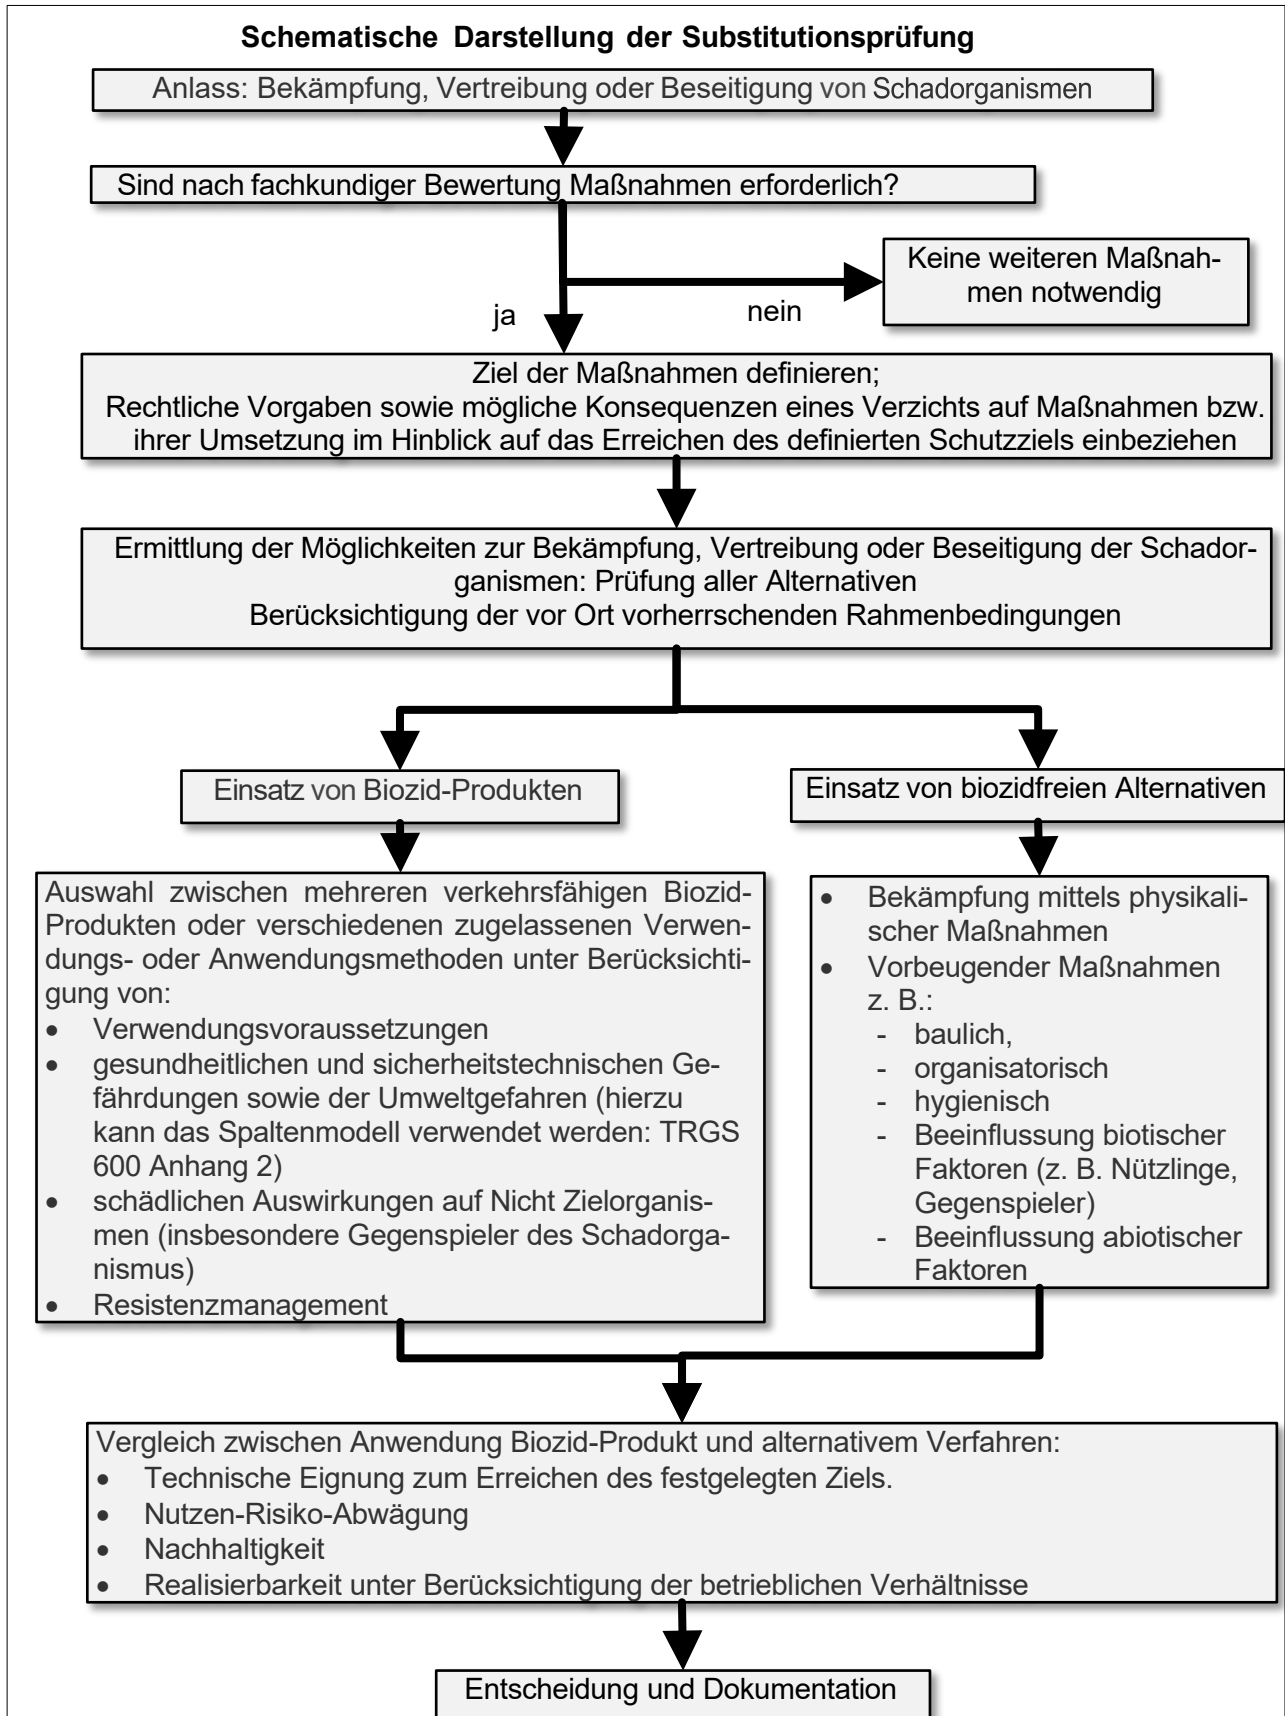 Schematische Darstellung der Substitutionsprüfung
Anlass: Bekämpfung, Vertreibung oder Beseitigung von Schadorganismen
Sind nach fachkundiger Bewertung Maßnahmen erforderlich?
Keine weiteren Maßnah-
men notwendig
ja
nein
Ziel der Maßnahmen definieren;
Rechtliche Vorgaben sowie mögliche Konsequenzen eines Verzichts auf Maßnahmen bzw.
ihrer Umsetzung im Hinblick auf das Erreichen des definierten Schutzziels einbeziehen
Ermittlung der Möglichkeiten zur Bekämpfung, Vertreibung oder Beseitigung der Schador-
ganismen: Prüfung aller Alternativen
Berücksichtigung der vor Ort vorherrschenden Rahmenbedingungen
Einsatz von Biozid-Produkten
Auswahl zwischen mehreren verkehrsfähigen Biozid-
Produkten oder verschiedenen zugelassenen Verwen-
dungs- oder Anwendungsmethoden unter Berücksichti-
gung von:
• Verwendungsvoraussetzungen
• gesundheitlichen und sicherheitstechnischen Ge-
fährdungen sowie der Umweltgefahren (hierzu
kann das Spaltenmodell verwendet werden: TRGS
600 Anhang 2)
• schädlichen Auswirkungen auf Nicht Zielorganis-
men (insbesondere Gegenspieler des Schadorga-
nismus)
• Resistenzmanagement
Einsatz von biozidfreien Alternativen
• Bekämpfung mittels physikali-
scher Maßnahmen
• Vorbeugender Maßnahmen
z. B.:
- baulich,
- organisatorisch
- hygienisch
- Beeinflussung biotischer
Faktoren (z. B. Nützlinge,
Gegenspieler)
- Beeinflussung abiotischer
Faktoren
Vergleich zwischen Anwendung Biozid-Produkt und alternativem Verfahren:
• Technische Eignung zum Erreichen des festgelegten Ziels.
• Nutzen-Risiko-Abwägung
• Nachhaltigkeit
• Realisierbarkeit unter Berücksichtigung der betrieblichen Verhältnisse
Entscheidung und Dokumentation